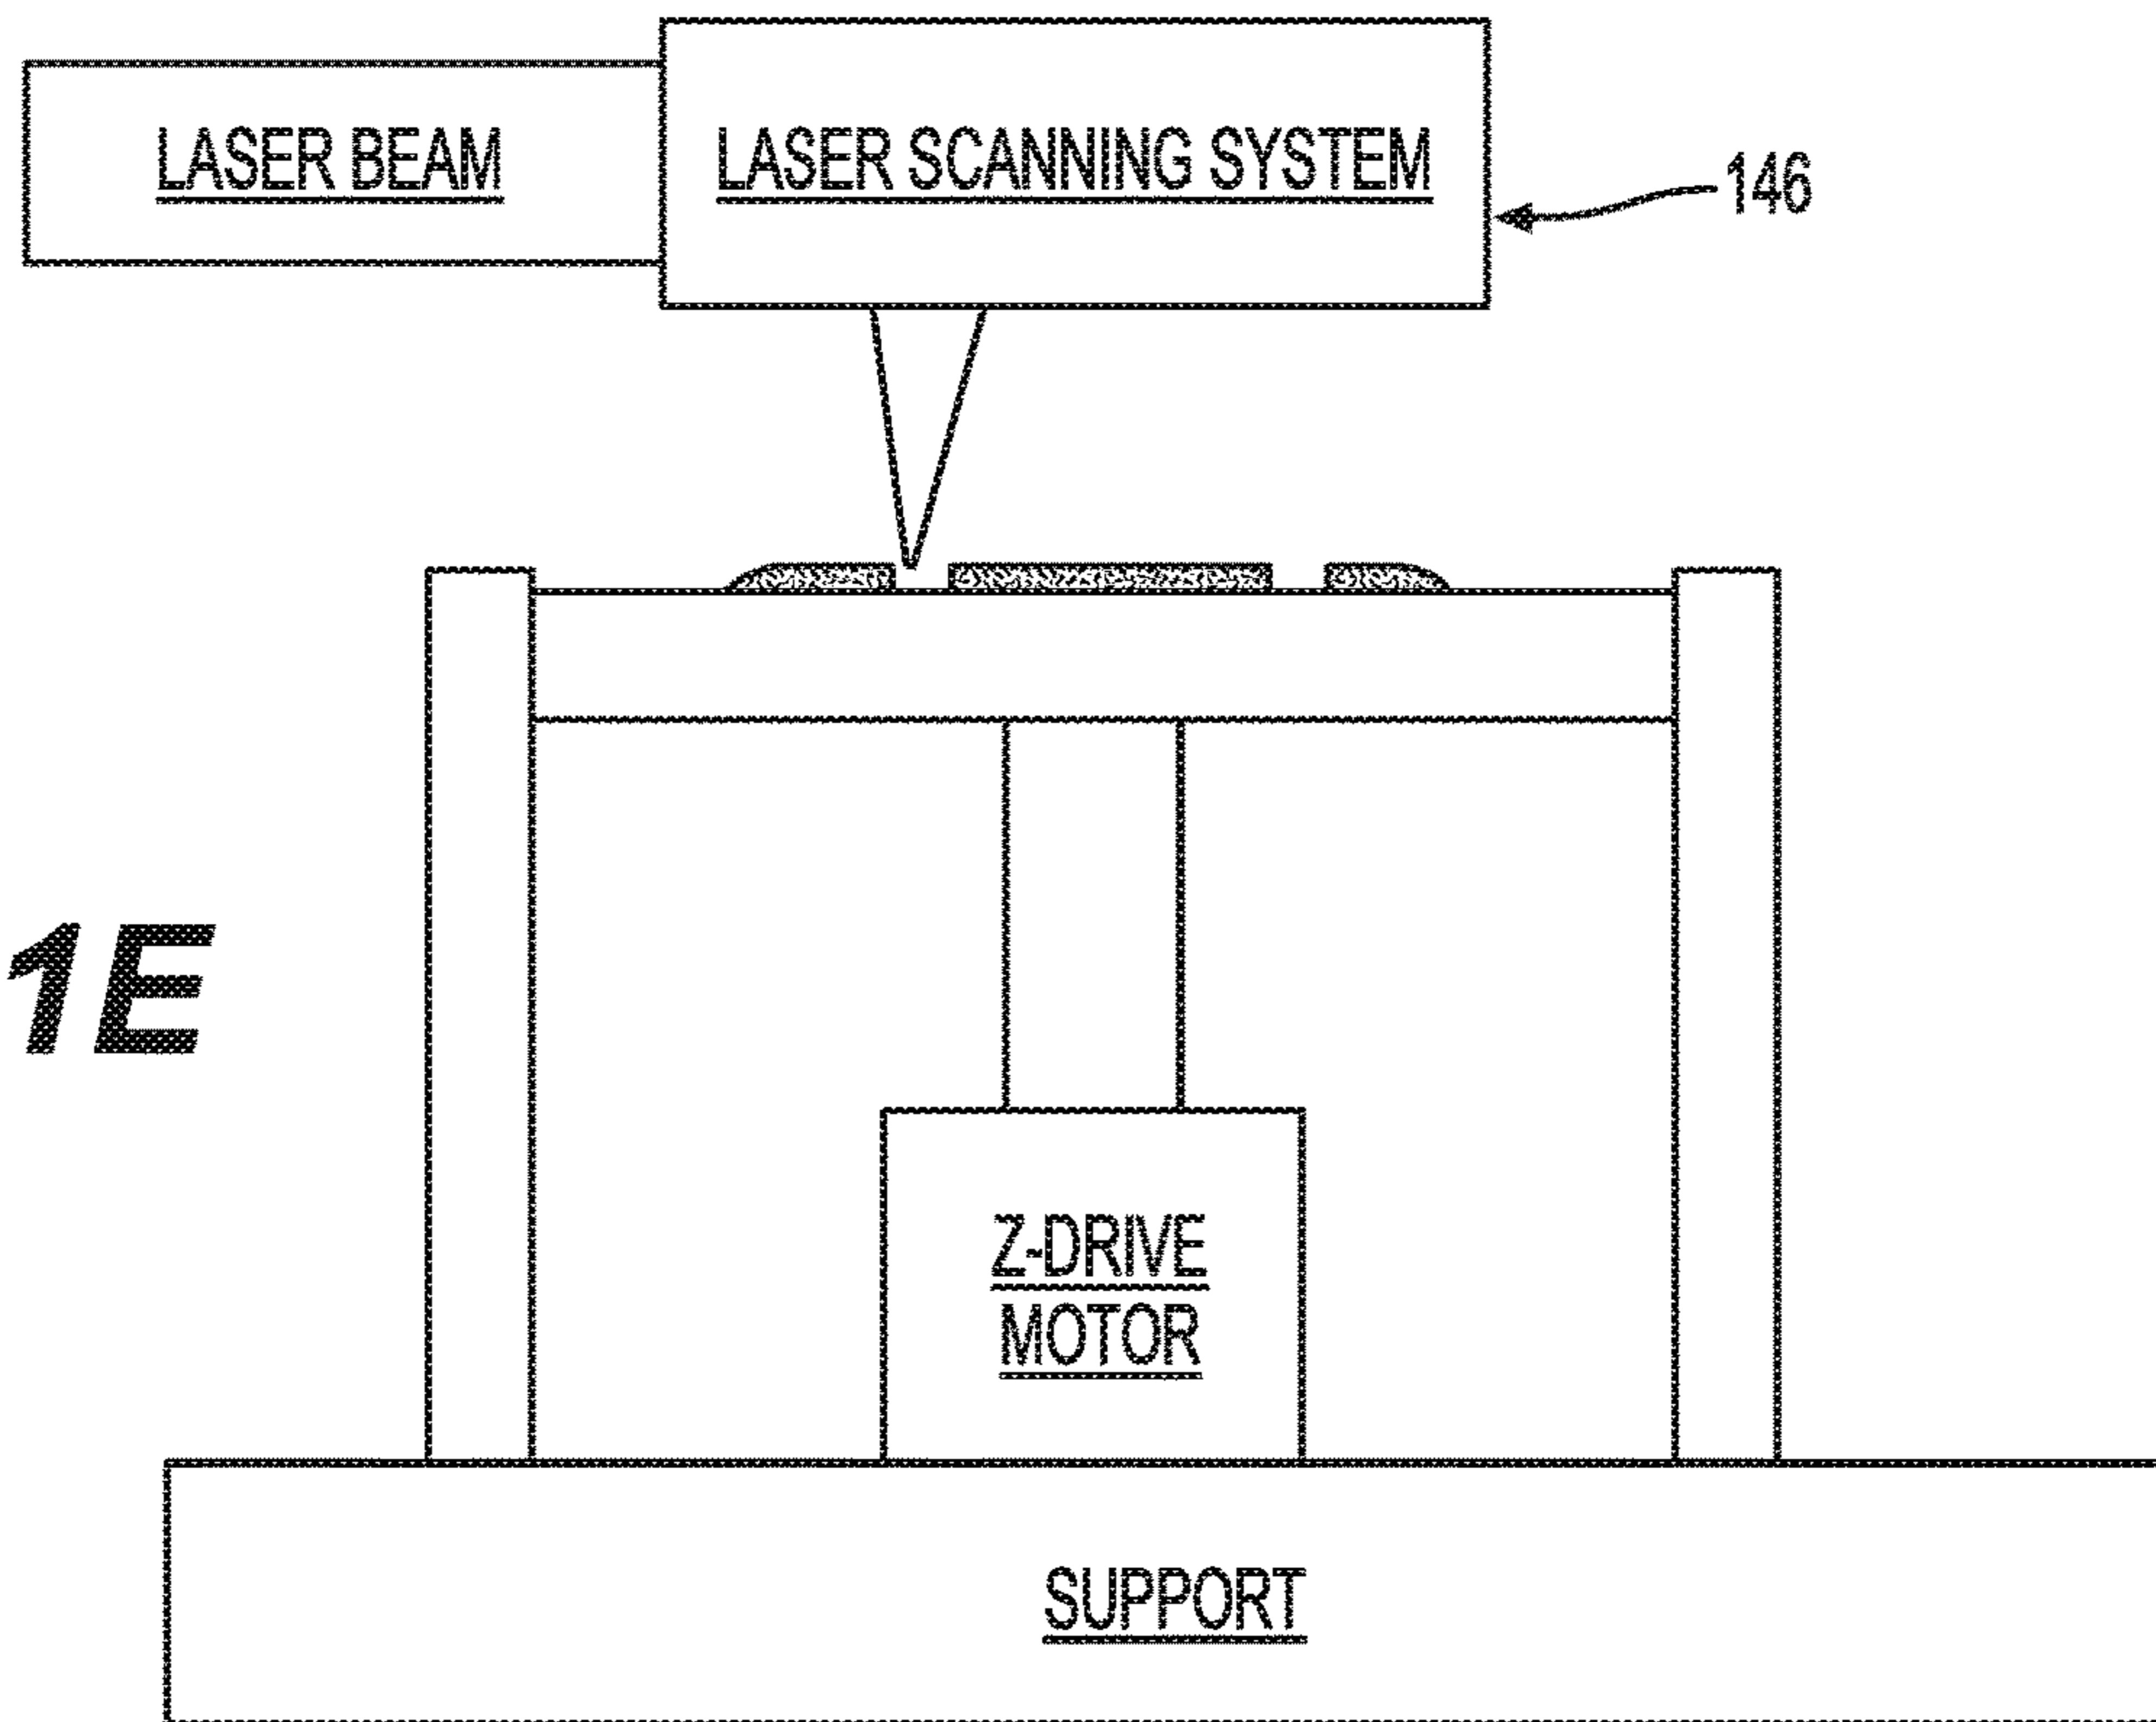 LASER BEAM
LASER SCANNING SYSTEM
146
1E
Z-DRIVE
MOTOR
SUPPORT